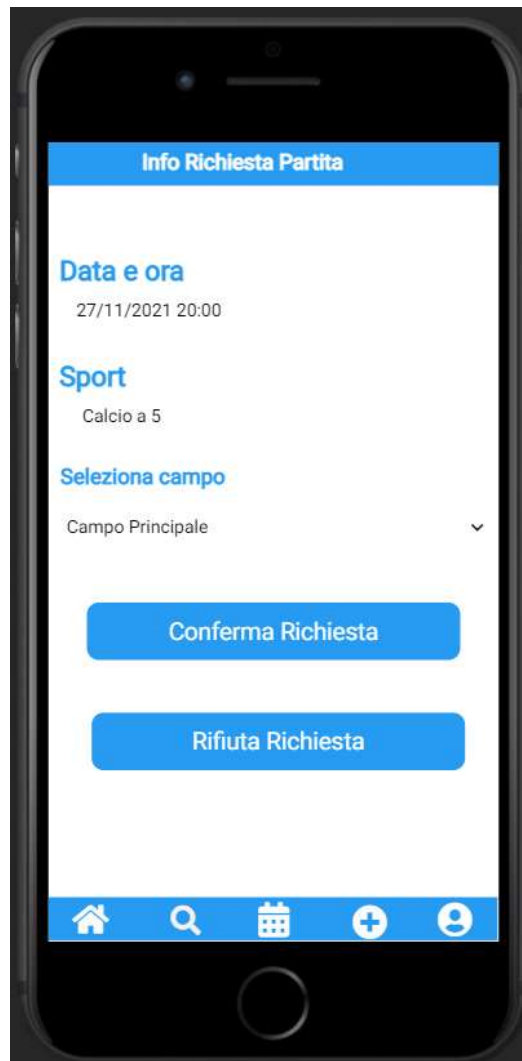 Info Richiesta Partita
Data e ora
27/11/2021 20:00
Sport
Calcio a 5
Seleziona campo
Campo Principale
Conferma Richiesta
Rifiuta Richiesta